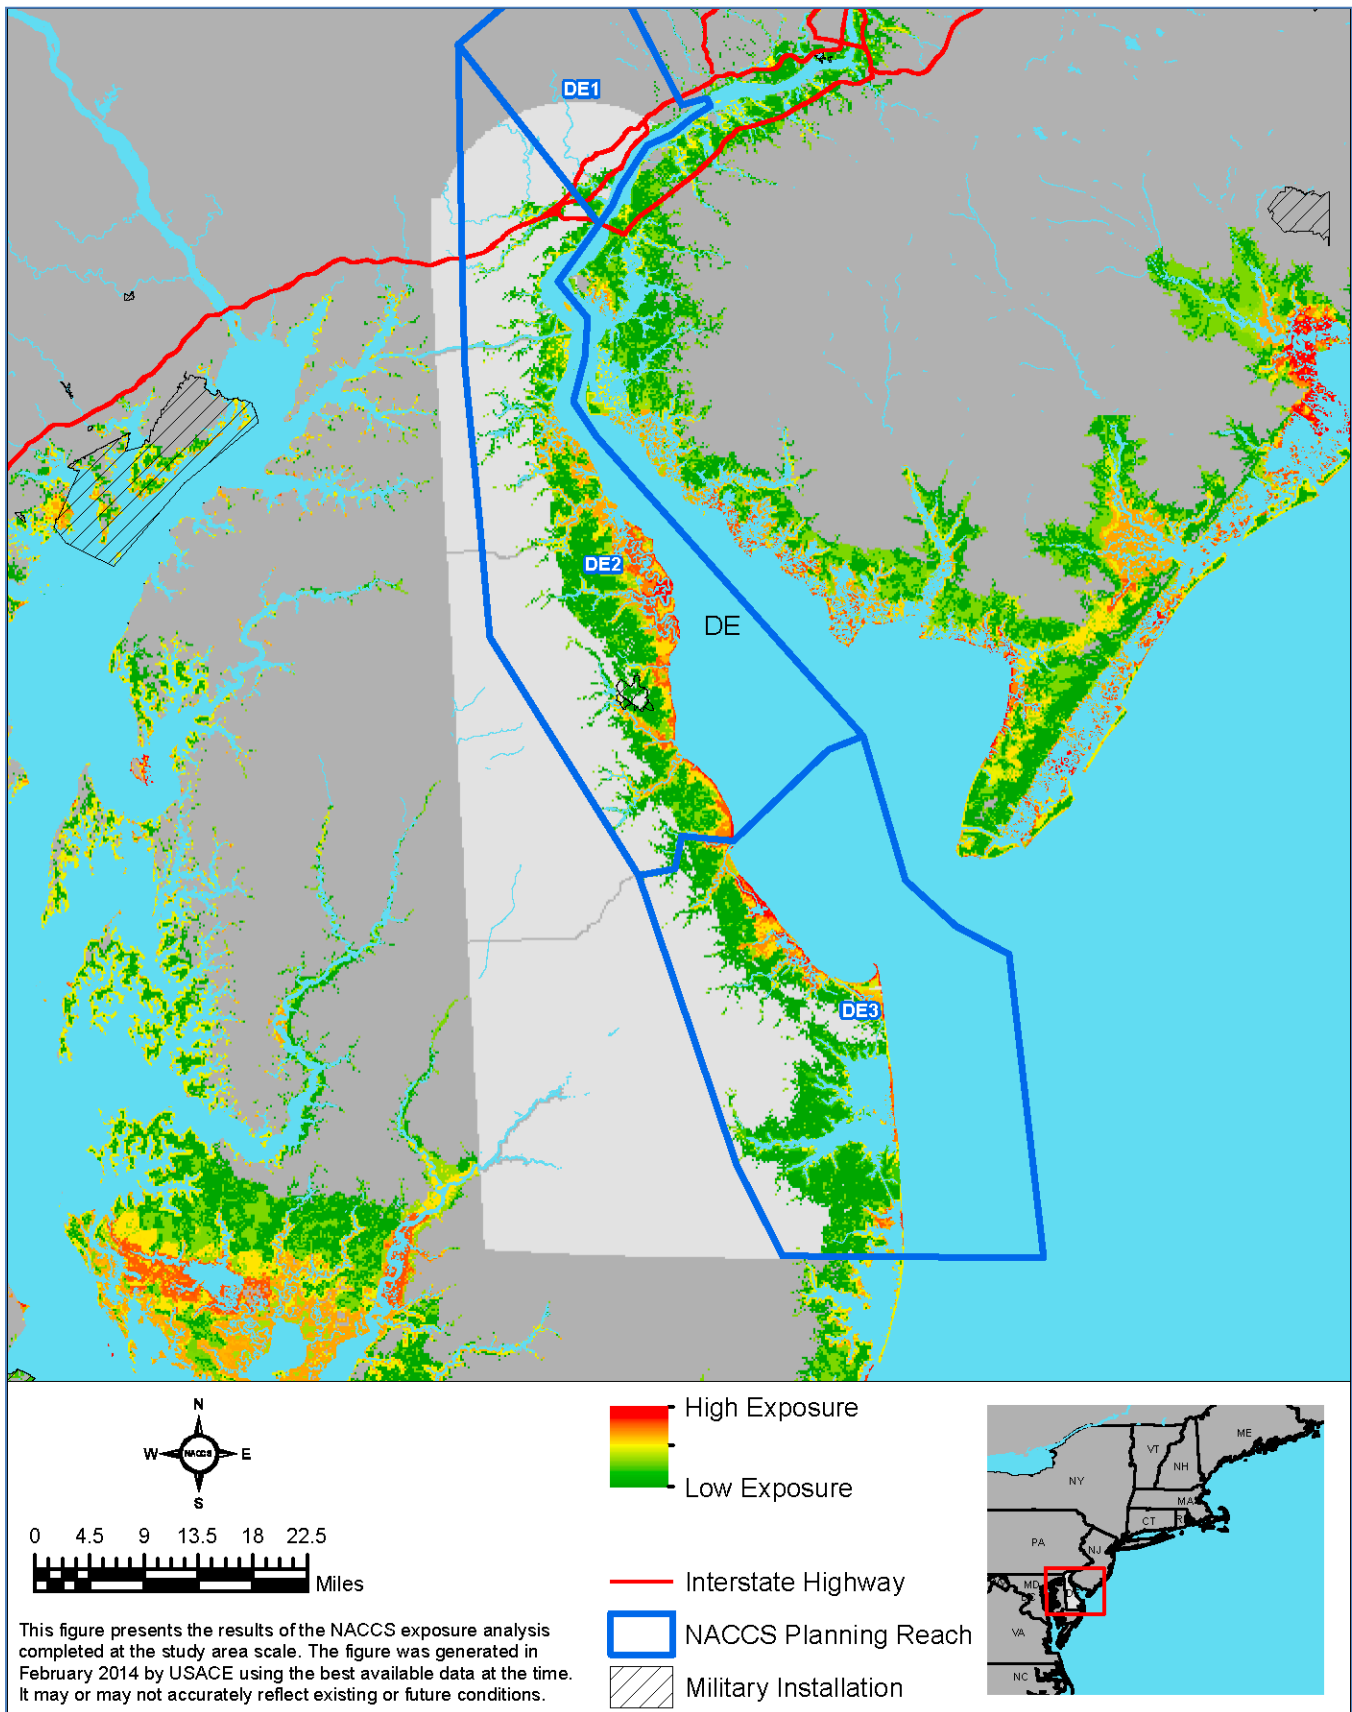 DE1
DE2
DE
DE3
N
W NACCS E
S
0 4.5 9 13.5 18 22.5
Miles
This figure presents the results of the NACCS exposure analysis
completed at the study area scale. The figure was generated in
February 2014 by USACE using the best available data at the time.
It may or may not accurately reflect existing or future conditions.
High Exposure
Low Exposure
Interstate Highway
NACCS Planning Reach
Military Installation
ME
VT
NH
NY
MA
CT
PA
NJ
MD
VA
NC